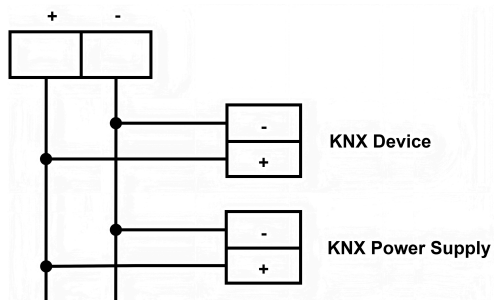 + -
-
KNX Device
+
-
KNX Power Supply
+